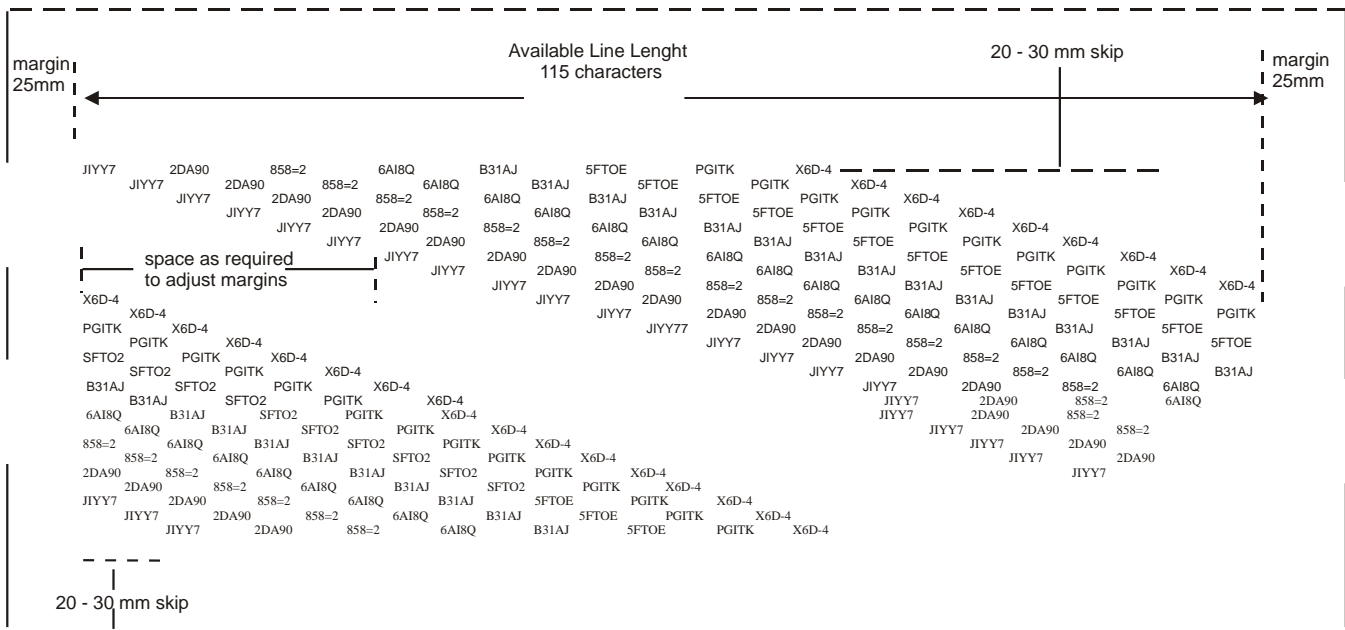 Available Line Lenght
115 characters
20 - 30 mm skip
margin
25mm
margin
25mm
JIYY7 2DA90 858=2 6AI8Q B31AJ 5FTOE PGITK X6D-4
JIYY7 2DA90 858=2 6AI8Q B31AJ 5FTOE PGITK X6D-4
JIYY7 2DA90 858=2 6AI8Q B31AJ 5FTOE PGITK X6D-4
JIYY7 2DA90 858=2 6AI8Q B31AJ 5FTOE PGITK X6D-4
JIYY7 2DA90 858=2 6AI8Q B31AJ 5FTOE PGITK X6D-4
JIYY7 2DA90 858=2 6AI8Q B31AJ 5FTOE PGITK X6D-4
JIYY7 2DA90 858=2 6AI8Q B31AJ 5FTOE PGITK X6D-4
JIYY7 2DA90 858=2 6AI8Q B31AJ 5FTOE PGITK X6D-4
JIYY7 2DA90 858=2 6AI8Q B31AJ 5FTOE PGITK X6D-4
space as required
to adjust margins
X6D-4 JIYY7 2DA90 858=2 6AI8Q B31AJ 5FTOE PGITK
X6D-4 JIYY7 2DA90 858=2 6AI8Q B31AJ 5FTOE PGITK
PGITK X6D-4 JIYY77 2DA90 858=2 6AI8Q B31AJ 5FTOE
PGITK X6D-4 JIYY7 2DA90 858=2 6AI8Q B31AJ 5FTOE
SFTO2 PGITK X6D-4 JIYY7 2DA90 858=2 6AI8Q B31AJ
SFTO2 PGITK X6D-4 JIYY7 2DA90 858=2 6AI8Q B31AJ
B31AJ SFTO2 PGITK X6D-4 JIYY7 2DA90 858=2 6AI8Q
B31AJ SFTO2 PGITK X6D-4 JIYY7 2DA90 858=2 6AI8Q
6AI8Q B31AJ SFTO2 PGITK X6D-4 JIYY7 2DA90 858=2
6AI8Q B31AJ SFTO2 PGITK X6D-4 JIYY7 2DA90 858=2
858=2 6AI8Q B31AJ SFTO2 PGITK X6D-4 JIYY7 2DA90
858=2 6AI8Q B31AJ SFTO2 PGITK X6D-4 JIYY7 2DA90
2DA90 858=2 6AI8Q B31AJ SFTO2 PGITK X6D-4 JIYY7
2DA90 858=2 6AI8Q B31AJ SFTO2 PGITK X6D-4
JIYY7 2DA90 858=2 6AI8Q B31AJ 5FTOE PGITK X6D-4
JIYY7 2DA90 858=2 6AI8Q B31AJ 5FTOE PGITK X6D-4
JIYY7 2DA90 858=2 6AI8Q B31AJ 5FTOE PGITK X6D-4
20 - 30 mm skip